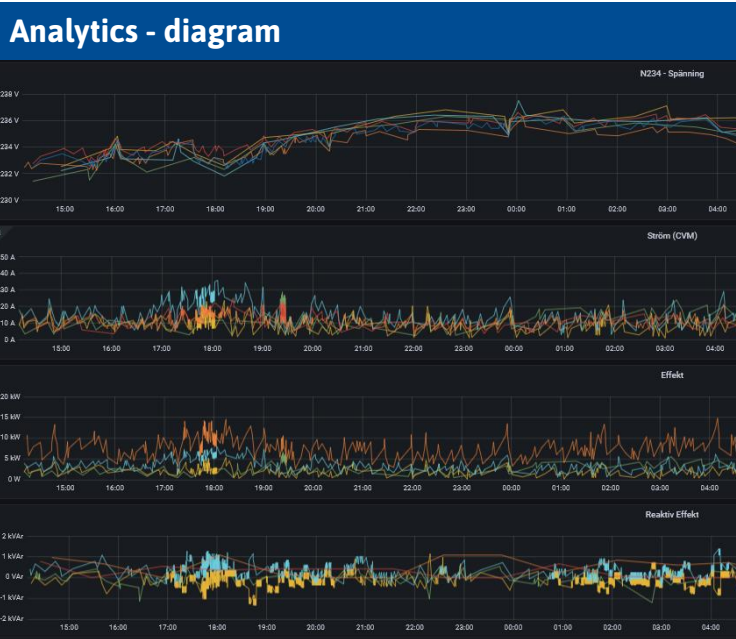 Analytics - diagram
N234 - Spänning
238 V
236 V
234 V
232 V
230 V
15:00 16:00 17:00 18:00 19:00 20:00 21:00 22:00 23:00 00:00 01:00 02:00 03:00 04:00
Ström (CVM)
50 A
40 A
30 A
20 A
10 A
0 A
15:00 16:00 17:00 18:00 19:00 20:00 21:00 22:00 23:00 00:00 01:00 02:00 03:00 04:00
Effekt
20 kW
15 kW
10 kW
5 kW
0 W
15:00 16:00 17:00 18:00 19:00 20:00 21:00 22:00 23:00 00:00 01:00 02:00 03:00 04:00
Reaktiv Effekt
2 kVAr
1 kVAr
0 VAr
-1 kVAr
-2 kVAr
15:00 16:00 17:00 18:00 19:00 20:00 21:00 22:00 23:00 00:00 01:00 02:00 03:00 04:00